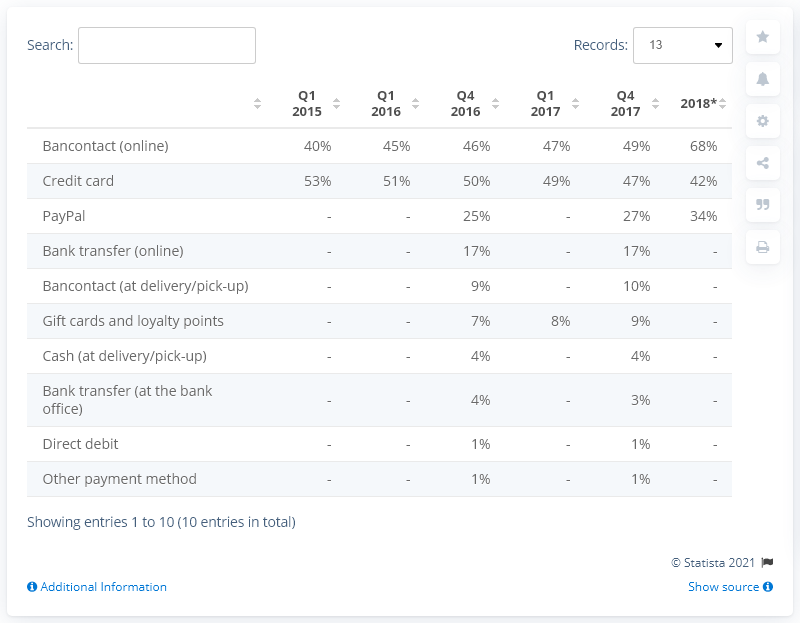 Search:
Records: 13
Q1 2015 Q1 2016 Q4 2016 Q1 2017 Q4 2017 2018*
Bancontact (online) 40% 45% 46% 47% 49% 68%
Credit card 53% 51% 50% 49% 47% 42%
PayPal - - 25% - 27% 34%
Bank transfer (online) - - 17% - 17% -
Bancontact (at delivery/pick-up) - - 9% - 10% -
Gift cards and loyalty points - - 7% 8% 9% -
Cash (at delivery/pick-up) - - 4% - 4% -
Bank transfer (at the bank office) - - 4% - 3% -
Direct debit - - 1% - 1% -
Other payment method - - 1% - 1% -
Showing entries 1 to 10 (10 entries in total)
© Statista 2021
Additional Information
Show source